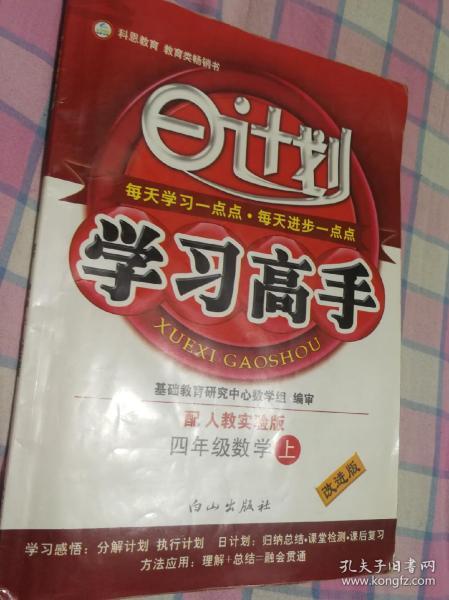 科恩教育 教育类畅销书
日计划
每天学习一点点·每天进步一点点
学习高手
XUEXI GAOSHOU
基础教育研究中心数学组 编审
配 人教实验版
四年级数学 上
改进版
白山出版社
学习感悟：分解计划 执行计划 日计划：归纳总结·课堂检测·课后复习
方法应用：理解+总结=融会贯通
孔夫子旧书网